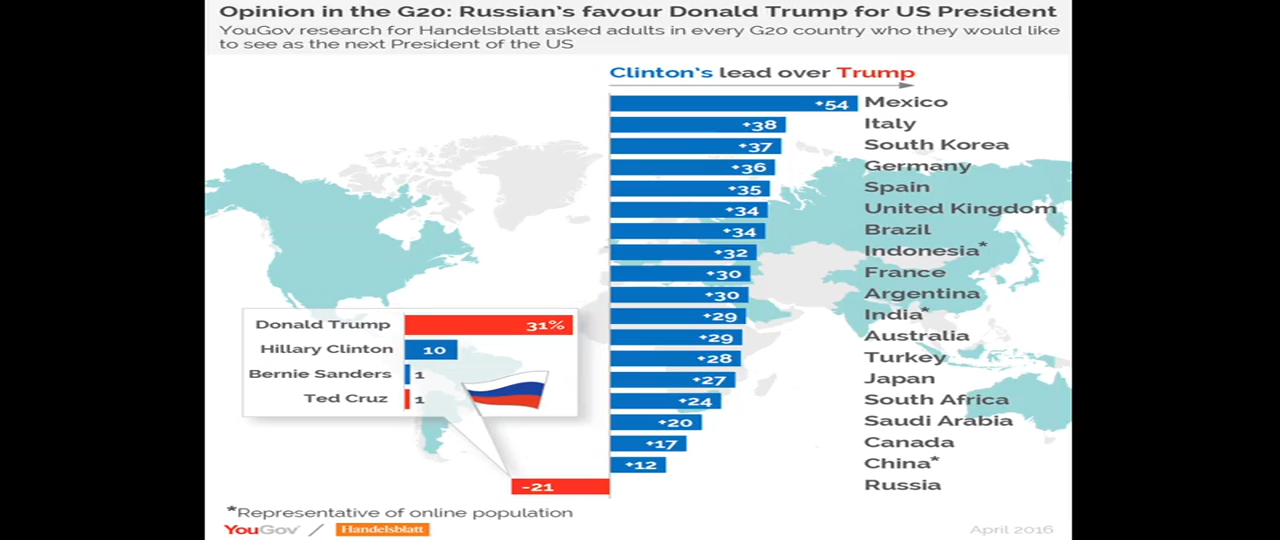 Opinion in the G20: Russian's favour Donald Trump for US President
YouGov research for Handelsblatt asked adults in every G20 country who they would like
to see as the next President of the US
Clinton's lead over Trump
+54 Mexico
+38 Italy
+37 South Korea
+36 Germany
+35 Spain
+34 United Kingdom
+34 Brazil
+32 Indonesia*
+30 France
+30 Argentina
+29 India*
+29 Australia
+28 Turkey
+27 Japan
+24 South Africa
+20 Saudi Arabia
+17 Canada
+12 China*
-21 Russia
Donald Trump 31%
Hillary Clinton 10
Bernie Sanders 1
Ted Cruz 1
*Representative of online population
YouGov / Handelsblatt
April 2016